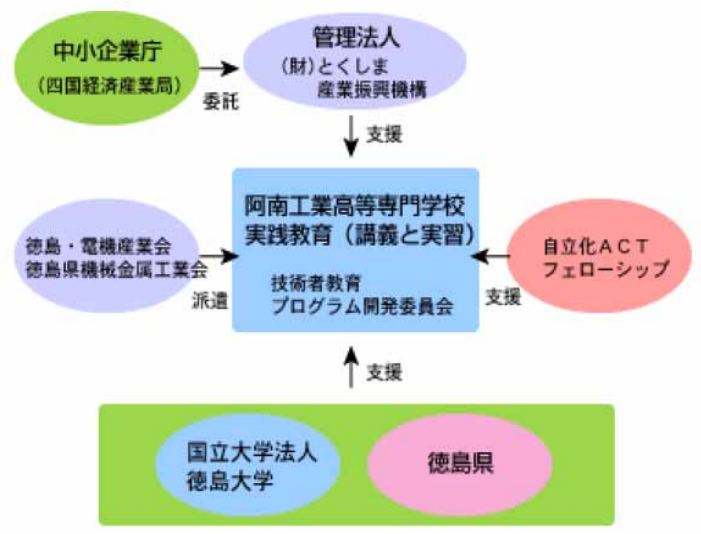 中小企業庁
（四国経済産業局）
委託
管理法人
（財）とくしま
産業振興機構
支援
阿南工業高等専門学校
実践教育（講義と実習）
技術者教育
プログラム開発委員会
徳島・電機産業会
徳島県機械金属工業会
派遣
自立化ＡＣＴ
フェローシップ
支援
支援
国立大学法人
徳島大学
徳島県